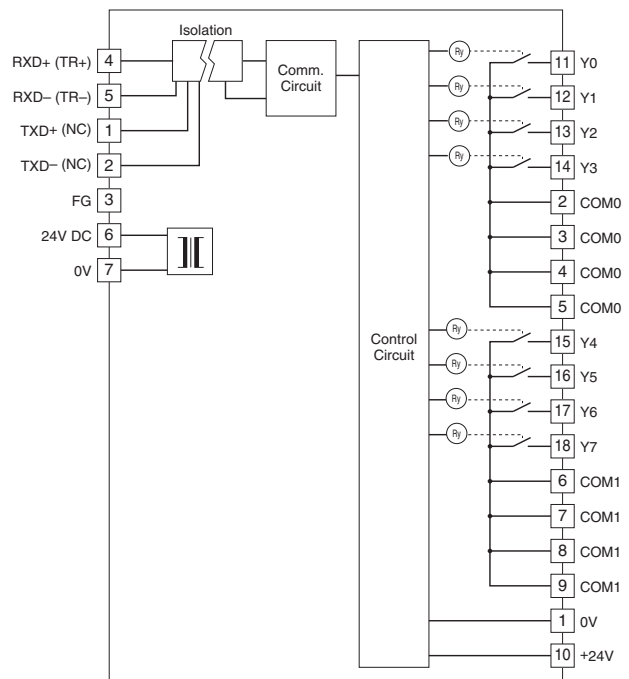 Isolation
RXD+ (TR+) 4
RXD– (TR–) 5
TXD+ (NC) 1
TXD– (NC) 2
FG 3
24V DC 6
0V 7
Comm.
Circuit
Control
Circuit
Ry 11 Y0
Ry 12 Y1
Ry 13 Y2
Ry 14 Y3
2 COM0
3 COM0
4 COM0
5 COM0
Ry 15 Y4
Ry 16 Y5
Ry 17 Y6
Ry 18 Y7
6 COM1
7 COM1
8 COM1
9 COM1
1 0V
10 +24V